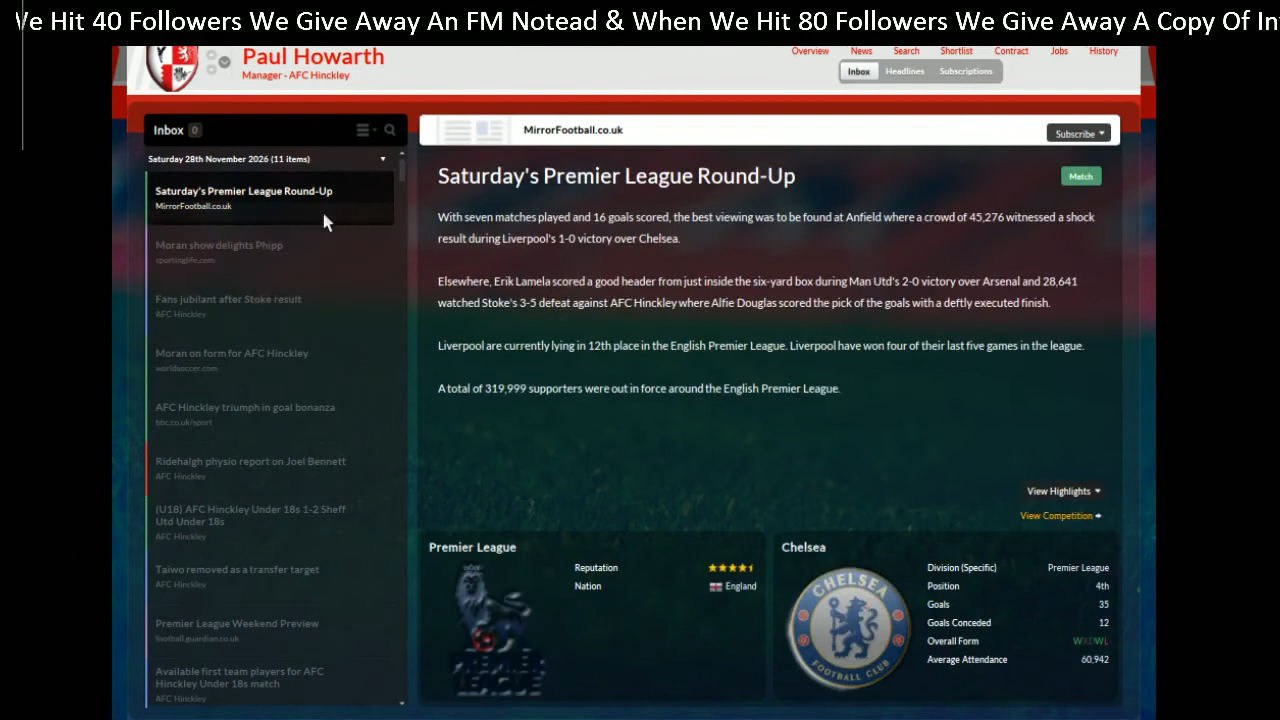 Ve Hit 40 Followers We Give Away An FM Notead & When We Hit 80 Followers We Give Away A Copy Of In
Paul Howarth
Manager - AFC Hinckley
Overview News Search Shortlist Contract Jobs History
Inbox Headlines Subscriptions
Inbox 0
Saturday 28th November 2026 (11 items)
Saturday's Premier League Round-Up
MirrorFootball.co.uk
Moran show delights Phipp
sportinglife.com
Fans jubilant after Stoke result
AFC Hinckley
Moran on form for AFC Hinckley
worldsoccer.com
AFC Hinckley triumph in goal bonanza
bbc.co.uk/sport
Ridehalgh physio report on Joel Bennett
AFC Hinckley
(U18) AFC Hinckley Under 18s 1-2 Sheff
Utd Under 18s
AFC Hinckley
Taiwo removed as a transfer target
AFC Hinckley
Premier League Weekend Preview
football.guardian.co.uk
Available first team players for AFC
Hinckley Under 18s match
AFC Hinckley
MirrorFootball.co.uk
Subscribe
Saturday's Premier League Round-Up
Match
With seven matches played and 16 goals scored, the best viewing was to be found at Anfield where a crowd of 45,276 witnessed a shock
result during Liverpool's 1-0 victory over Chelsea.
Elsewhere, Erik Lamela scored a good header from just inside the six-yard box during Man Utd's 2-0 victory over Arsenal and 28,641
watched Stoke's 3-5 defeat against AFC Hinckley where Alfie Douglas scored the pick of the goals with a deftly executed finish.
Liverpool are currently lying in 12th place in the English Premier League. Liverpool have won four of their last five games in the league.
A total of 319,999 supporters were out in force around the English Premier League.
View Highlights
View Competition
Premier League
Reputation
Nation England
PREMIER LEAGUE
Chelsea
CHELSEA
FOOTBALL CLUB
Division (Specific) Premier League
Position 4th
Goals 35
Goals Conceded 12
Overall Form WXDWL
Average Attendance 60,942